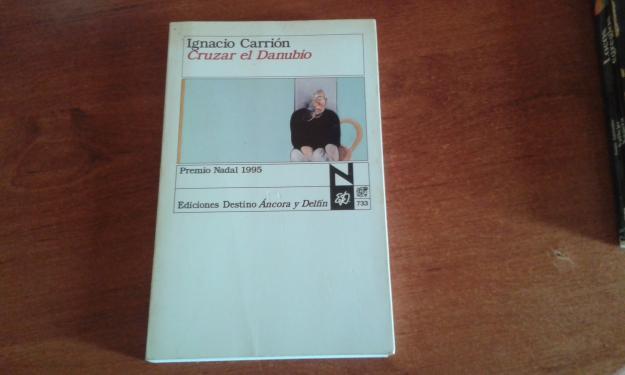 Ignacio Carrión
Cruzar el Danubio
Premio Nadal 1995
N
Ediciones Destino Áncora y Delfín
733